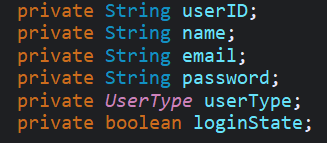 private String userID;
private String name;
private String email;
private String password;
private UserType userType;
private boolean loginState;